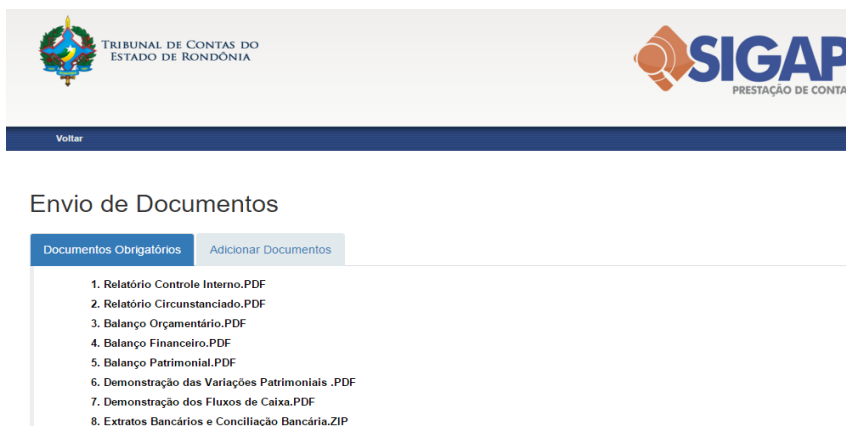 TRIBUNAL DE CONTAS DO
ESTADO DE RONDÔNIA
SIGAP
PRESTAÇÃO DE CONTA
Voltar
Envio de Documentos
Documentos Obrigatórios
Adicionar Documentos
1. Relatório Controle Interno.PDF
2. Relatório Circunstanciado.PDF
3. Balanço Orçamentário.PDF
4. Balanço Financeiro.PDF
5. Balanço Patrimonial.PDF
6. Demonstração das Variações Patrimoniais .PDF
7. Demonstração dos Fluxos de Caixa.PDF
8. Extratos Bancários e Conciliação Bancária.ZIP